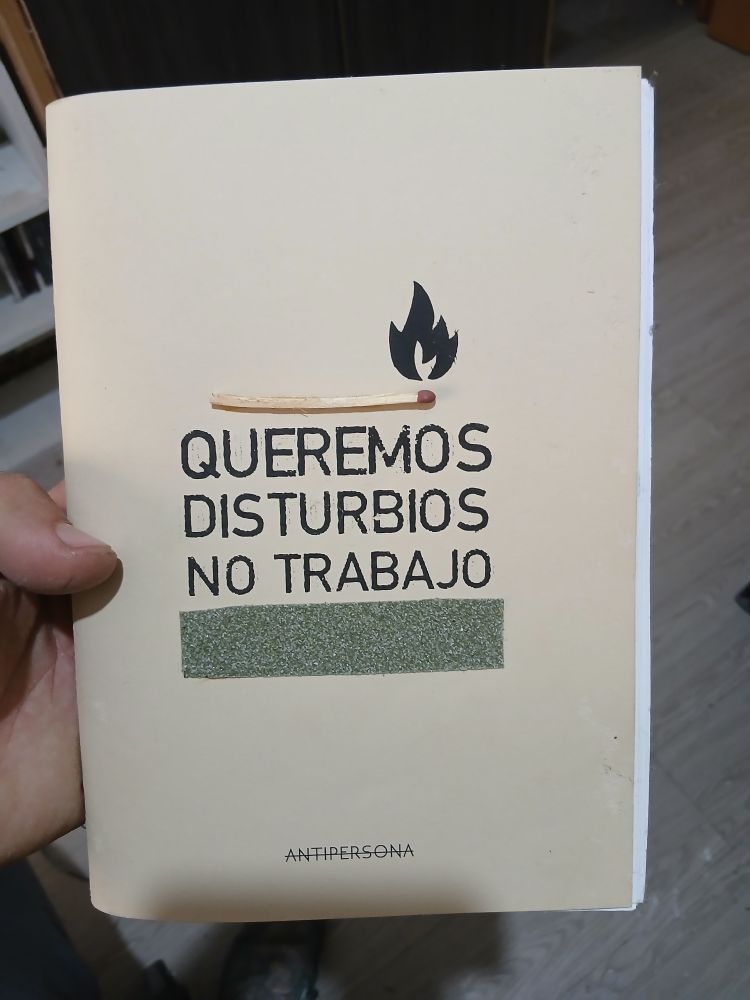 QUEREMOS
DISTURBIOS
NO TRABAJO
ANTIPERSONA